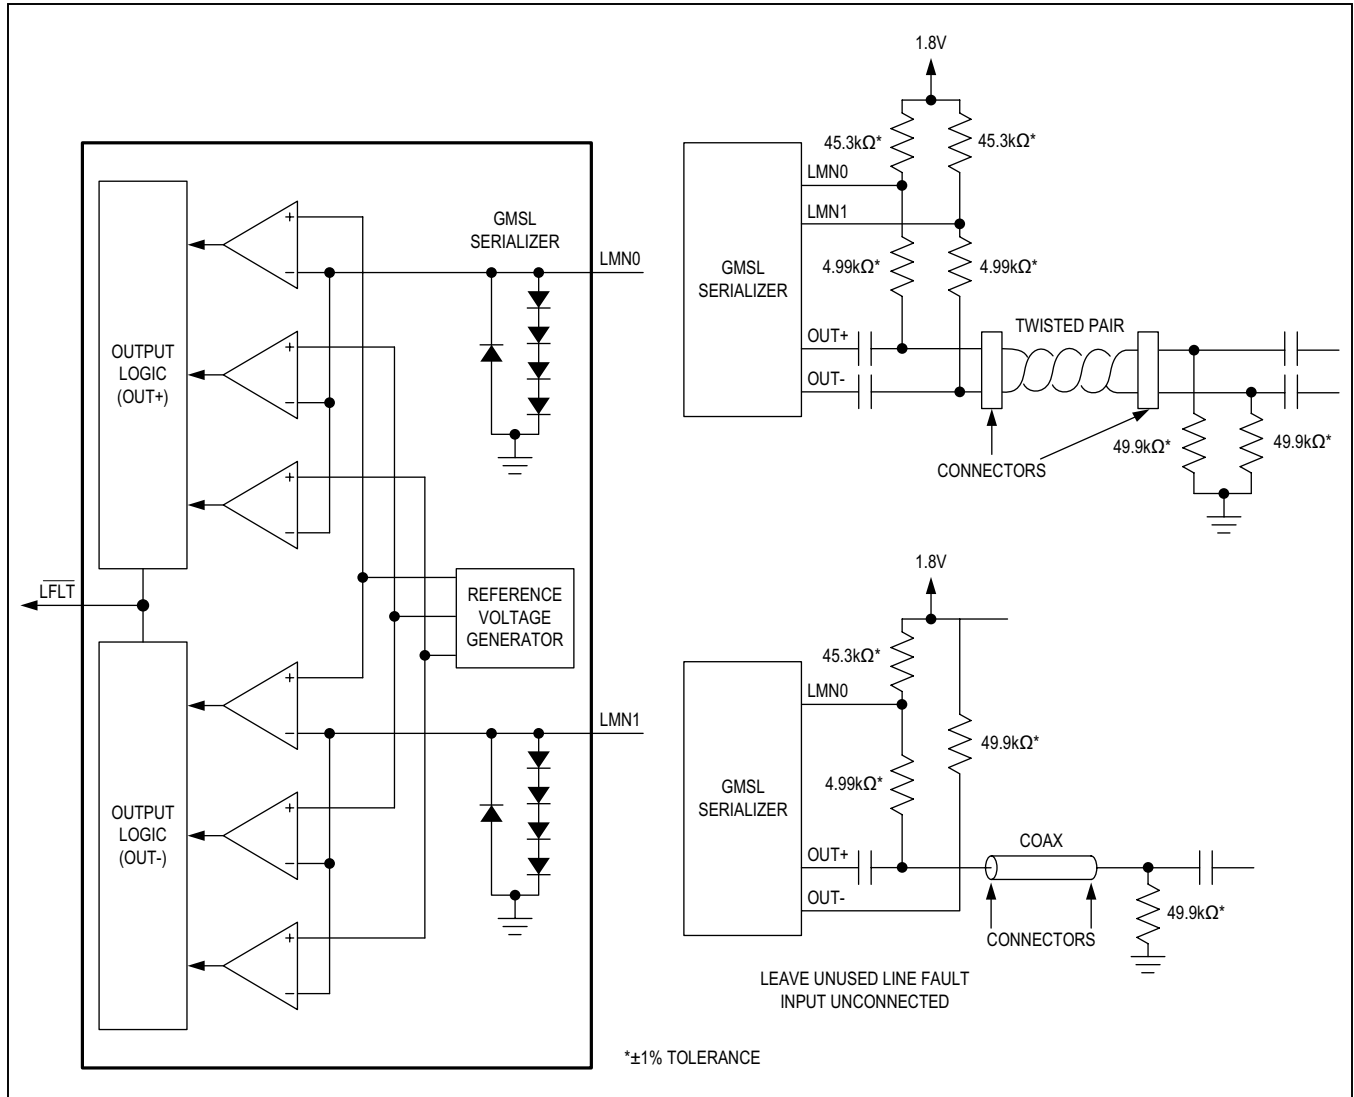 GMSL
SERIALIZER
LMN0
+
−
OUTPUT
LOGIC
(OUT+)
+
−
+
−
LFLT
REFERENCE
VOLTAGE
GENERATOR
+
−
LMN1
OUTPUT
LOGIC
(OUT-)
+
−
+
−
1.8V
45.3kΩ*
45.3kΩ*
LMN0
LMN1
GMSL
SERIALIZER
4.99kΩ*
4.99kΩ*
OUT+
OUT-
TWISTED PAIR
CONNECTORS
49.9kΩ*
49.9kΩ*
1.8V
45.3kΩ*
LMN0
49.9kΩ*
4.99kΩ*
GMSL
SERIALIZER
OUT+
OUT-
COAX
CONNECTORS
49.9kΩ*
LEAVE UNUSED LINE FAULT
INPUT UNCONNECTED
*±1% TOLERANCE